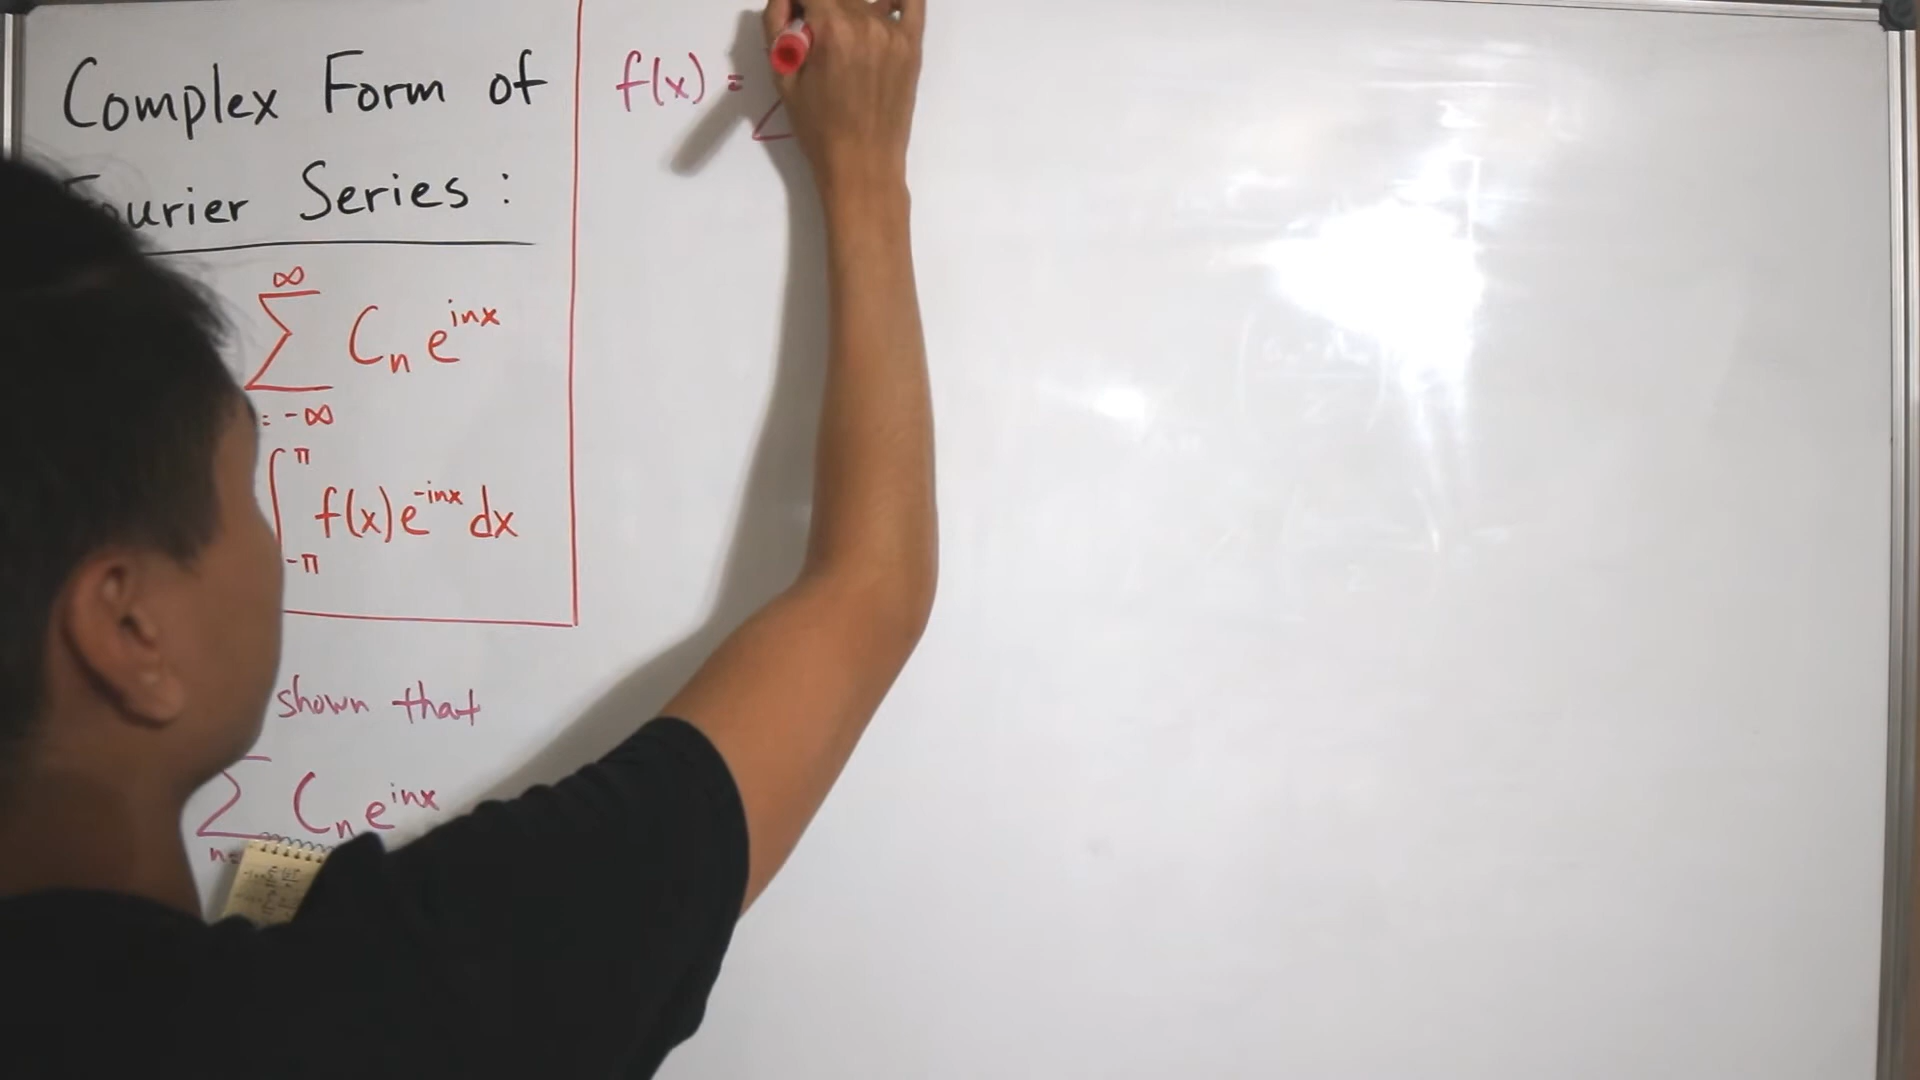 Complex Form of
Fourier Series :
∞
∑ Cₙ e^{inx}
= -∞
π
∫ f(x) e^{-inx} dx
-π
shown that
∑ Cₙ e^{inx}
n=
f(x) = ∑